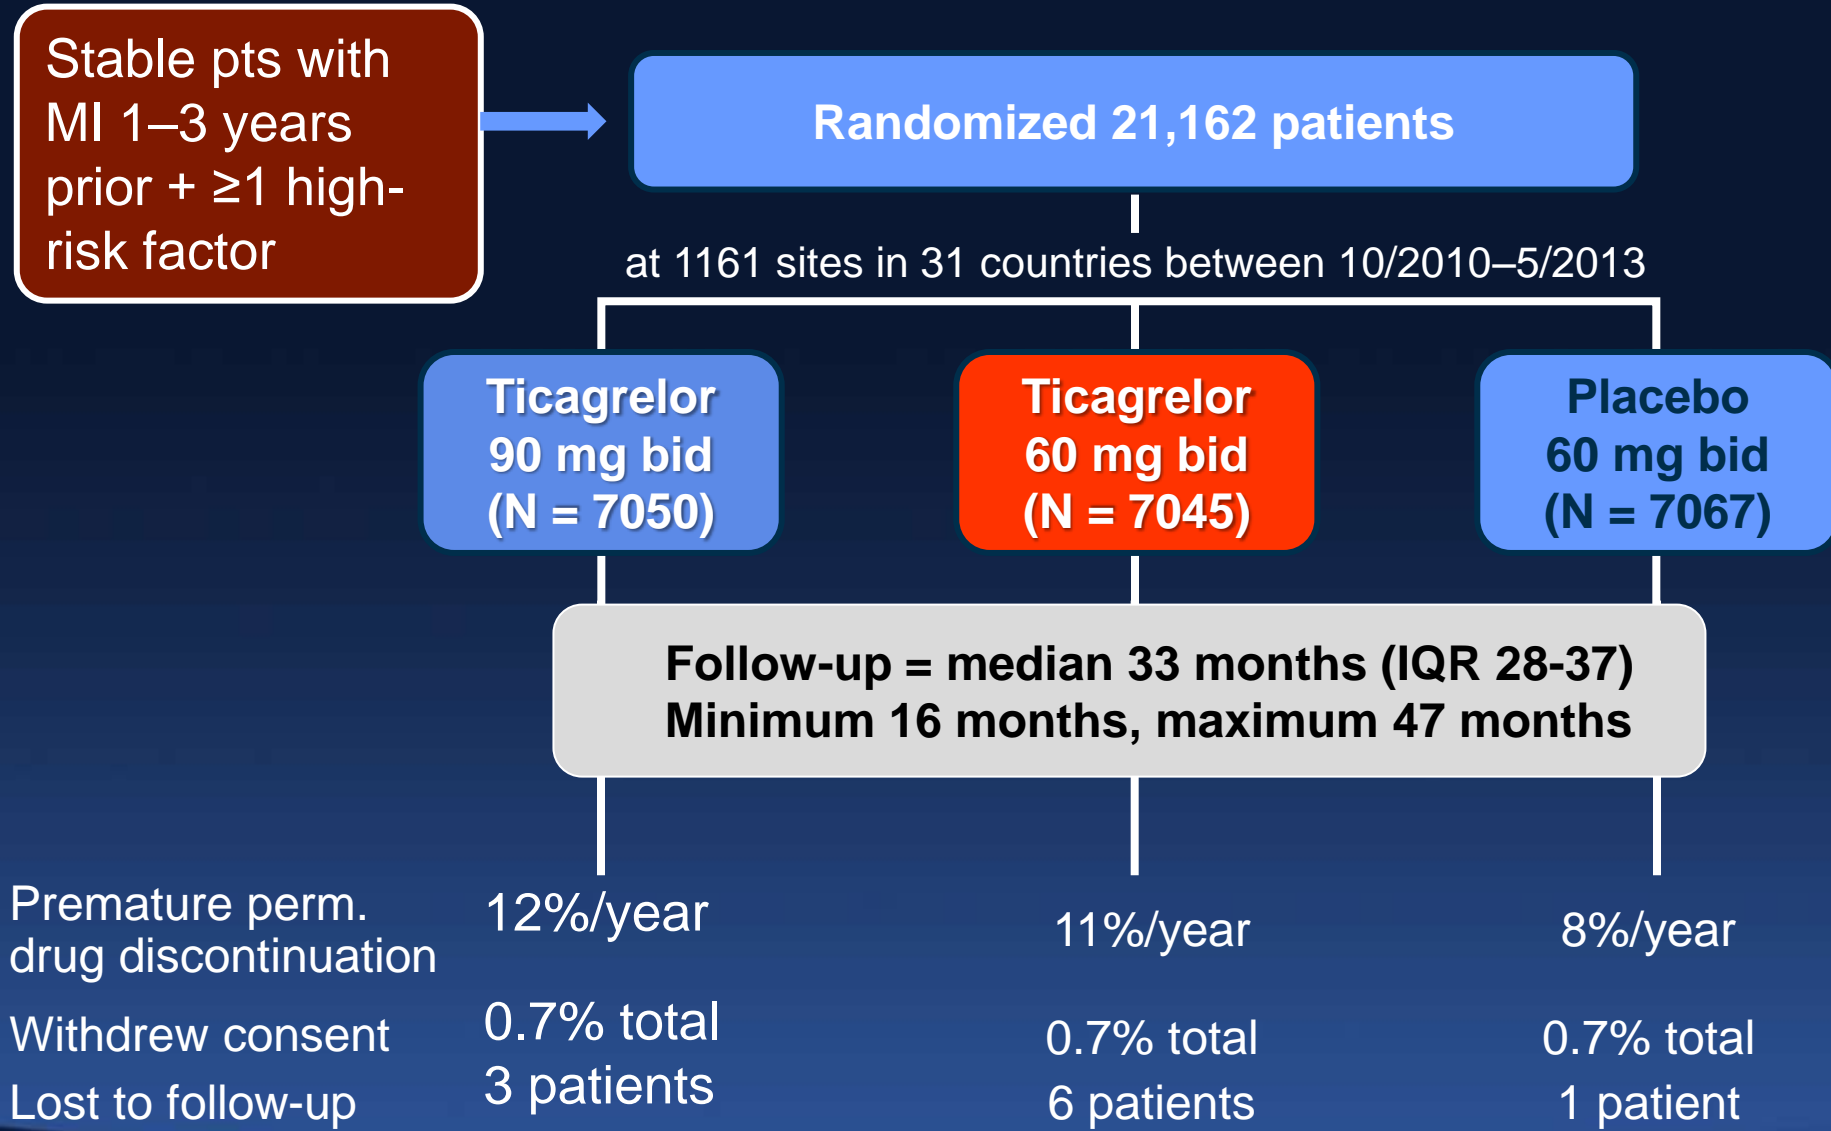 Stable pts with
MI 1–3 years
prior + ≥1 high-
risk factor
Randomized 21,162 patients
at 1161 sites in 31 countries between 10/2010–5/2013
Ticagrelor
90 mg bid
(N = 7050)
Ticagrelor
60 mg bid
(N = 7045)
Placebo
60 mg bid
(N = 7067)
Follow-up = median 33 months (IQR 28-37)
Minimum 16 months, maximum 47 months
Premature perm.
drug discontinuation
12%/year
11%/year
8%/year
Withdrew consent
0.7% total
0.7% total
0.7% total
Lost to follow-up
3 patients
6 patients
1 patient